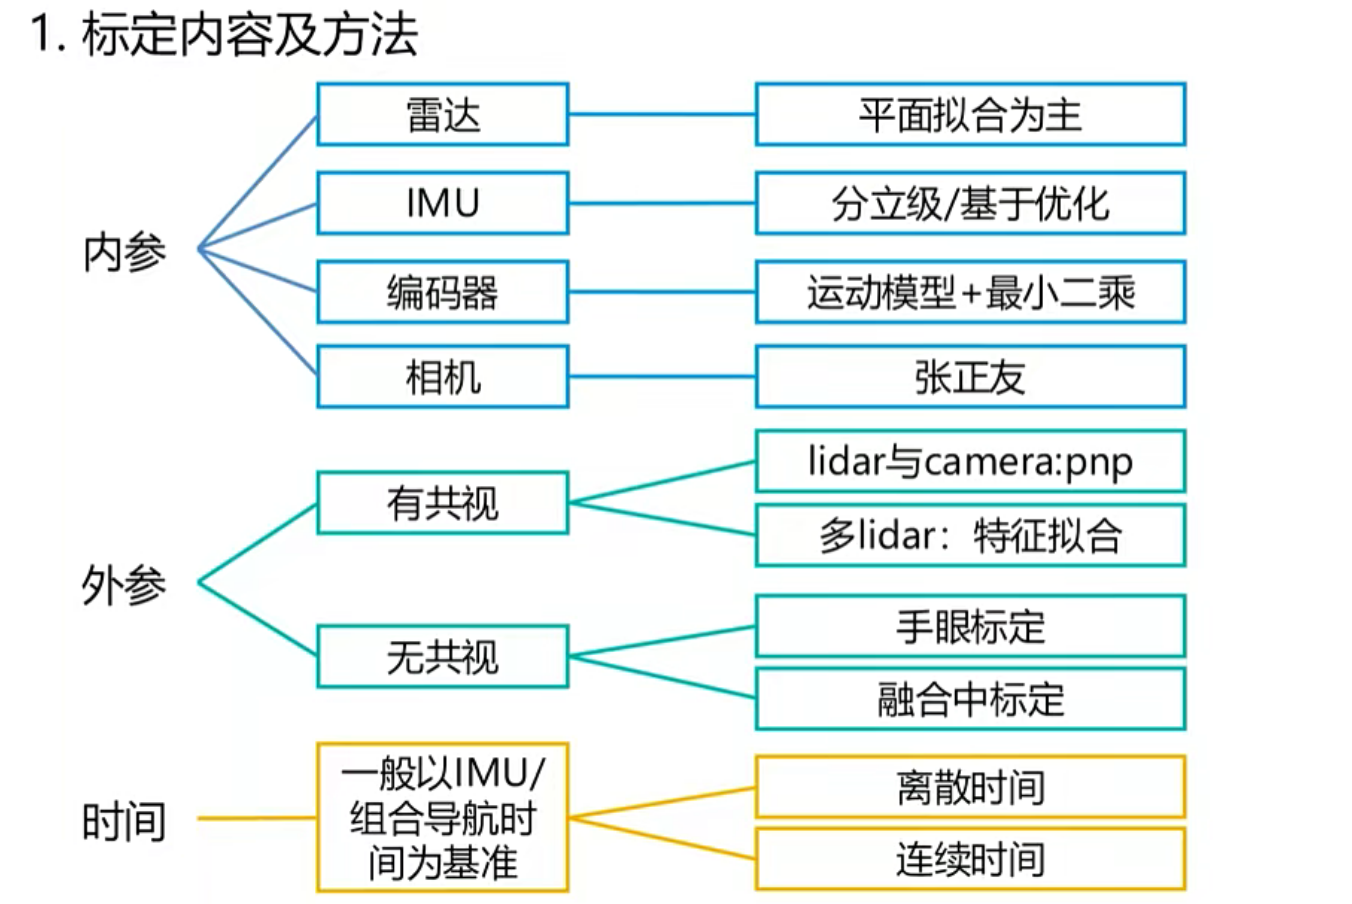 1. 标定内容及方法
内参
雷达
平面拟合为主
IMU
分立级/基于优化
编码器
运动模型+最小二乘
相机
张正友
外参
有共视
lidar与camera:pnp
多lidar：特征拟合
无共视
手眼标定
融合中标定
时间
一般以IMU/
组合导航时
间为基准
离散时间
连续时间